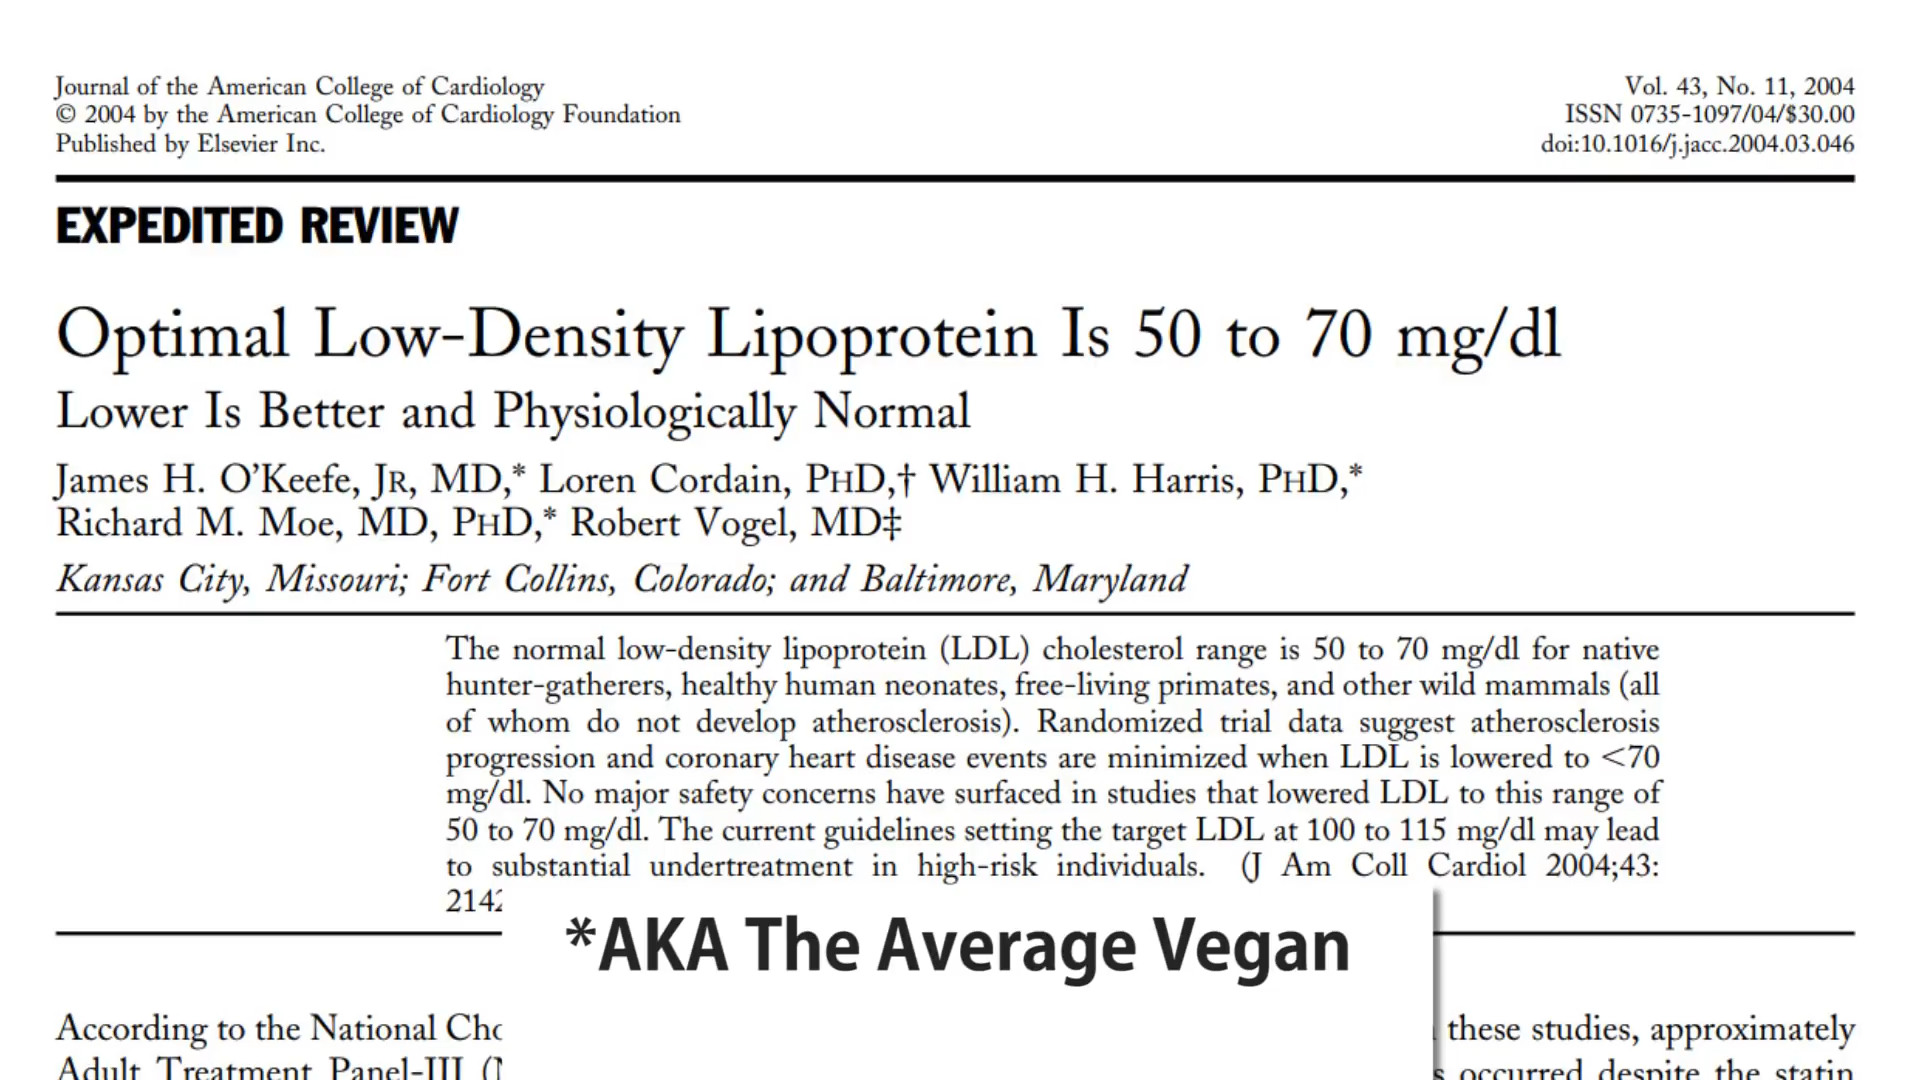 Journal of the American College of Cardiology
© 2004 by the American College of Cardiology Foundation
Published by Elsevier Inc.
Vol. 43, No. 11, 2004
ISSN 0735-1097/04/$30.00
doi:10.1016/j.jacc.2004.03.046
EXPEDITED REVIEW
Optimal Low-Density Lipoprotein Is 50 to 70 mg/dl
Lower Is Better and Physiologically Normal
James H. O'Keefe, JR, MD,* Loren Cordain, PHD,† William H. Harris, PHD,*
Richard M. Moe, MD, PHD,* Robert Vogel, MD‡
Kansas City, Missouri; Fort Collins, Colorado; and Baltimore, Maryland
The normal low-density lipoprotein (LDL) cholesterol range is 50 to 70 mg/dl for native
hunter-gatherers, healthy human neonates, free-living primates, and other wild mammals (all
of whom do not develop atherosclerosis). Randomized trial data suggest atherosclerosis
progression and coronary heart disease events are minimized when LDL is lowered to <70
mg/dl. No major safety concerns have surfaced in studies that lowered LDL to this range of
50 to 70 mg/dl. The current guidelines setting the target LDL at 100 to 115 mg/dl may lead
to substantial undertreatment in high-risk individuals. (J Am Coll Cardiol 2004;43:
214
*AKA The Average Vegan
According to the National
Adult Treatment Panel-III
these studies, approximately
occurred despite the statin